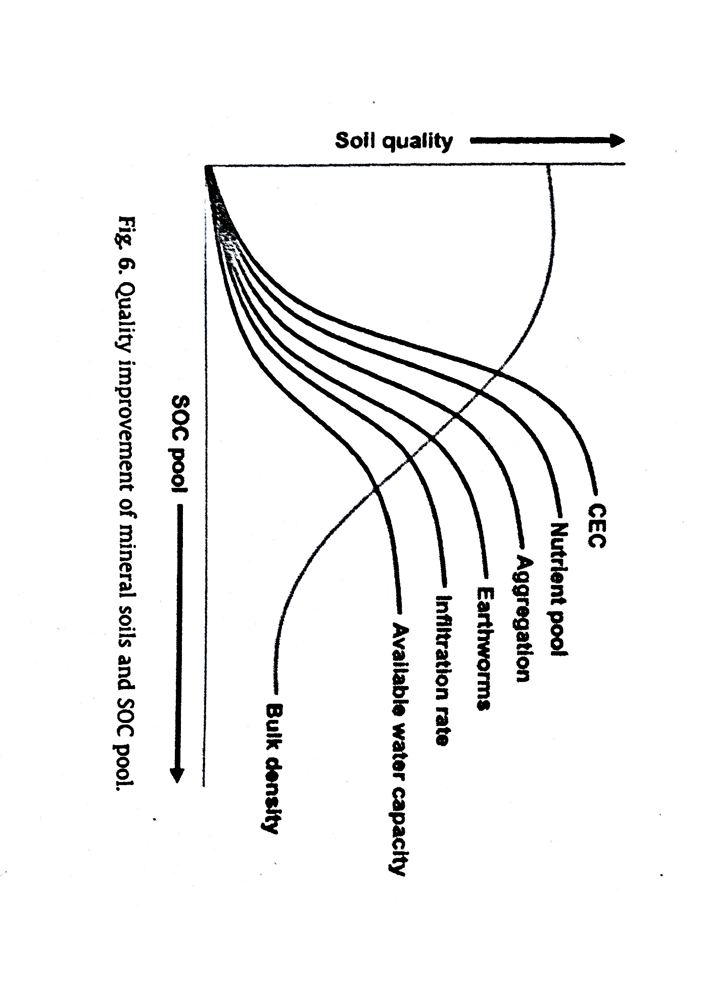 Soil quality
CEC
Nutrient pool
Aggregation
Earthworms
Infiltration rate
Available water capacity
Bulk density
SOC pool
Fig. 6. Quality improvement of mineral soils and SOC pool.